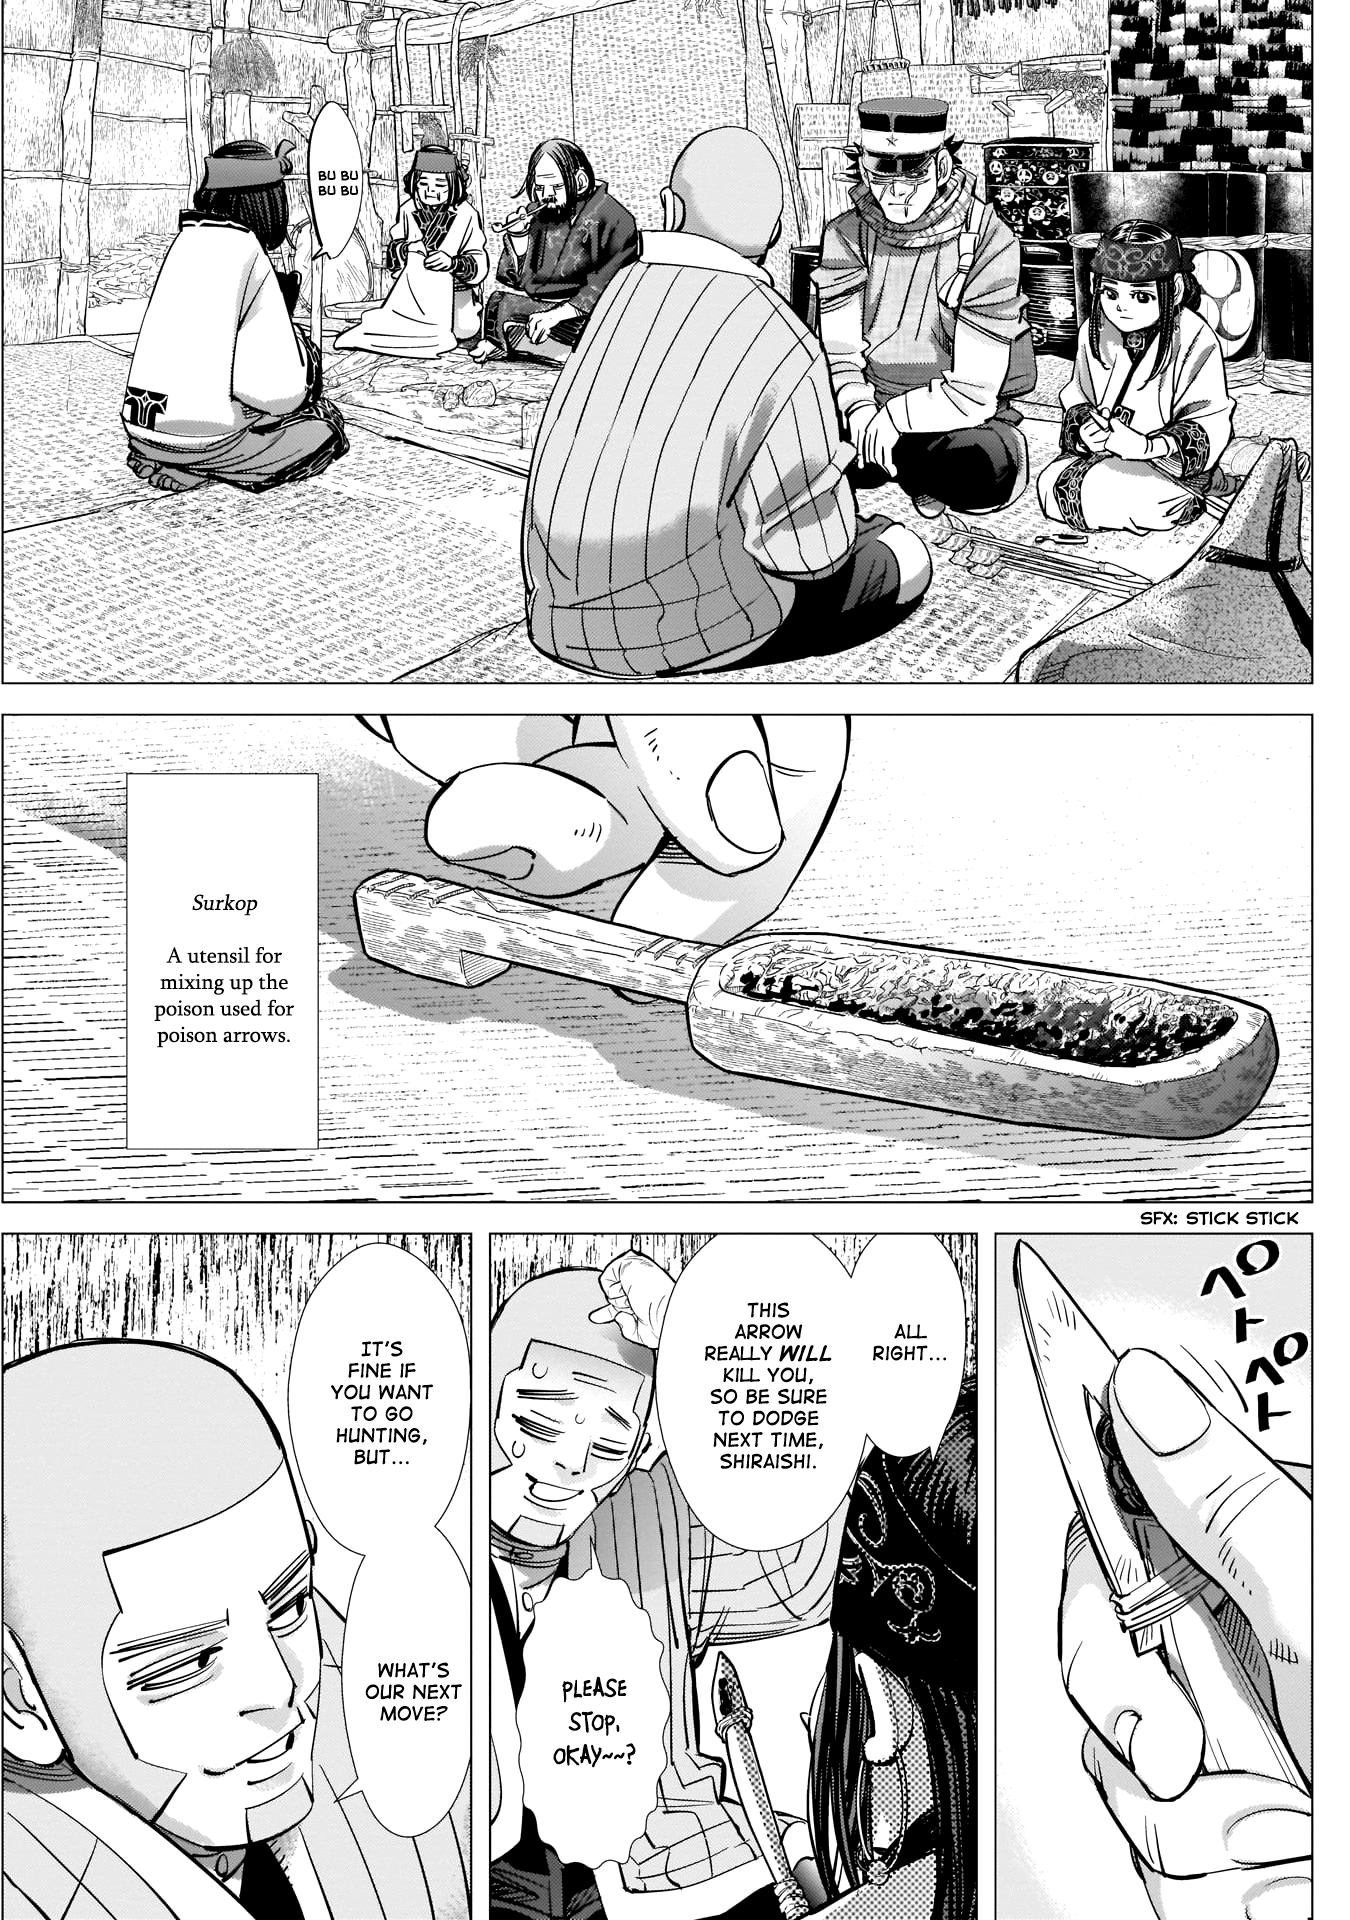 BU BU
BU BU
Surkop
A utensil for
mixing up the
poison used for
poison arrows.
SFX: STICK STICK
ペト
ペト
ALL
RIGHT...
THIS
ARROW
REALLY WILL
KILL YOU,
SO BE SURE
TO DODGE
NEXT TIME,
SHIRAISHI.
PLEASE
STOP,
OKAY~~?
IT'S
FINE IF
YOU WANT
TO GO
HUNTING,
BUT...
WHAT'S
OUR NEXT
MOVE?